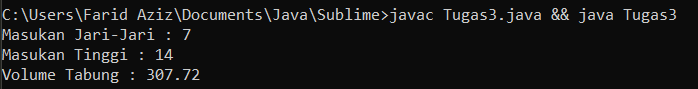 C:\Users\Farid Aziz\Documents\Java\Sublime>javac Tugas3.java && java Tugas3
Masukan Jari-Jari : 7
Masukan Tinggi : 14
Volume Tabung : 307.72